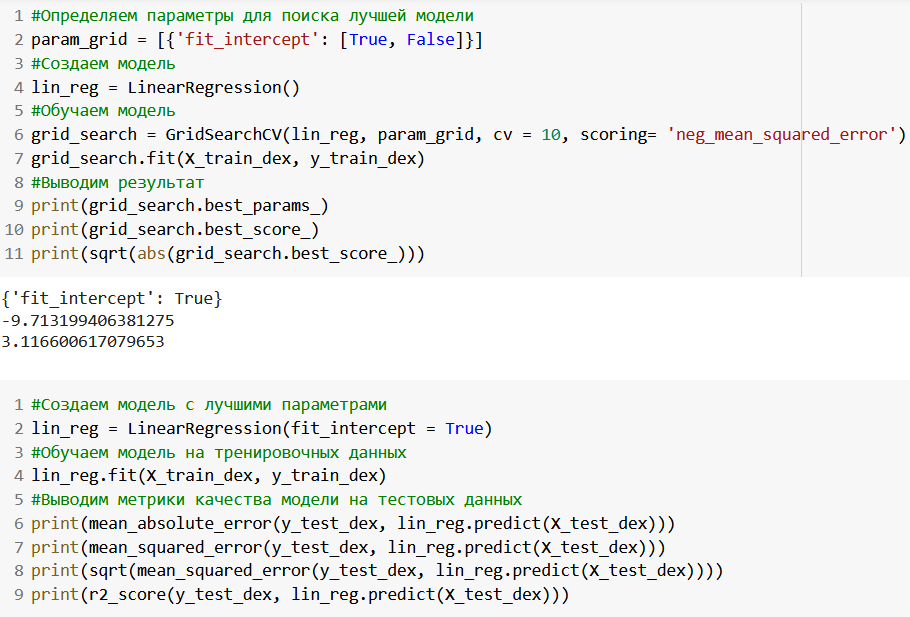 1 #Определяем параметры для поиска лучшей модели
2 param_grid = [{'fit_intercept': [True, False]}]
3 #Создаем модель
4 lin_reg = LinearRegression()
5 #Обучаем модель
6 grid_search = GridSearchCV(lin_reg, param_grid, cv = 10, scoring= 'neg_mean_squared_error')
7 grid_search.fit(X_train_dex, y_train_dex)
8 #Выводим результат
9 print(grid_search.best_params_)
10 print(grid_search.best_score_)
11 print(sqrt(abs(grid_search.best_score_)))
{'fit_intercept': True}
-9.713199406381275
3.116600617079653
1 #Создаем модель с лучшими параметрами
2 lin_reg = LinearRegression(fit_intercept = True)
3 #Обучаем модель на тренировочных данных
4 lin_reg.fit(X_train_dex, y_train_dex)
5 #Выводим метрики качества модели на тестовых данных
6 print(mean_absolute_error(y_test_dex, lin_reg.predict(X_test_dex)))
7 print(mean_squared_error(y_test_dex, lin_reg.predict(X_test_dex)))
8 print(sqrt(mean_squared_error(y_test_dex, lin_reg.predict(X_test_dex))))
9 print(r2_score(y_test_dex, lin_reg.predict(X_test_dex)))